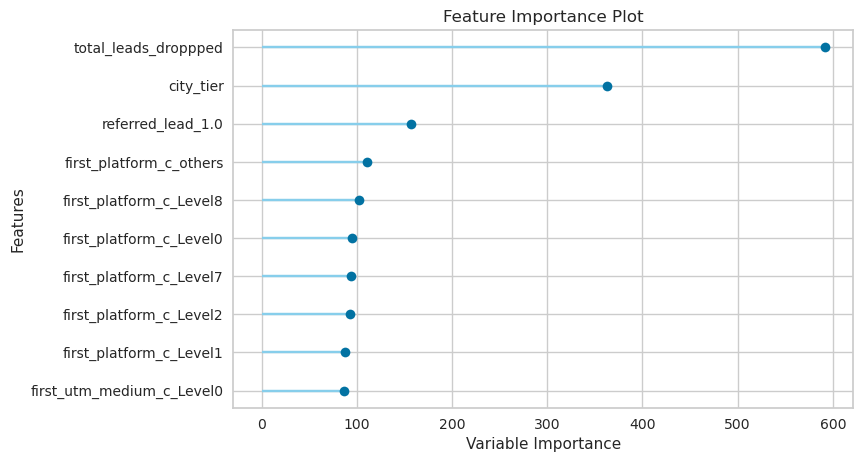 Feature Importance Plot
total_leads_droppped
city_tier
referred_lead_1.0
first_platform_c_others
first_platform_c_Level8
first_platform_c_Level0
first_platform_c_Level7
first_platform_c_Level2
first_platform_c_Level1
first_utm_medium_c_Level0
Features
0 100 200 300 400 500 600
Variable Importance